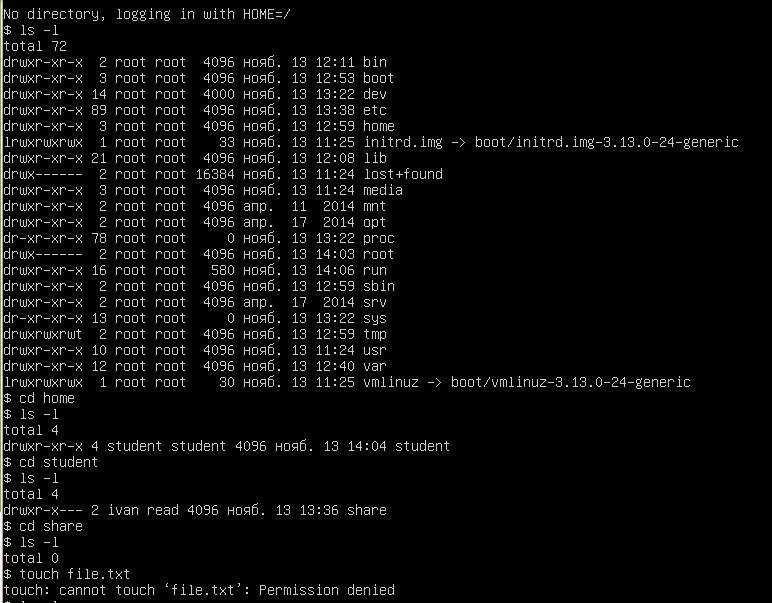 No directory, logging in with HOME=/
$ ls -l
total 72
drwxr-xr-x  2 root root  4096 нояб. 13 12:11 bin
drwxr-xr-x  3 root root  4096 нояб. 13 12:53 boot
drwxr-xr-x 14 root root  4000 нояб. 13 13:22 dev
drwxr-xr-x 89 root root  4096 нояб. 13 13:38 etc
drwxr-xr-x  3 root root  4096 нояб. 13 12:59 home
lrwxrwxrwx  1 root root    33 нояб. 13 11:25 initrd.img -> boot/initrd.img-3.13.0-24-generic
drwxr-xr-x 21 root root  4096 нояб. 13 12:08 lib
drwx------  2 root root 16384 нояб. 13 11:24 lost+found
drwxr-xr-x  3 root root  4096 нояб. 13 11:24 media
drwxr-xr-x  2 root root  4096 апр.  11  2014 mnt
drwxr-xr-x  2 root root  4096 апр.  17  2014 opt
dr-xr-xr-x 78 root root     0 нояб. 13 13:22 proc
drwx------  2 root root  4096 нояб. 13 14:03 root
drwxr-xr-x 16 root root   580 нояб. 13 14:06 run
drwxr-xr-x  2 root root  4096 нояб. 13 12:59 sbin
drwxr-xr-x  2 root root  4096 апр.  17  2014 srv
dr-xr-xr-x 13 root root     0 нояб. 13 13:22 sys
drwxrwxrwt  2 root root  4096 нояб. 13 12:59 tmp
drwxr-xr-x 10 root root  4096 нояб. 13 11:24 usr
drwxr-xr-x 12 root root  4096 нояб. 13 12:40 var
lrwxrwxrwx  1 root root    30 нояб. 13 11:25 vmlinuz -> boot/vmlinuz-3.13.0-24-generic
$ cd home
$ ls -l
total 4
drwxr-xr-x 4 student student 4096 нояб. 13 14:04 student
$ cd student
$ ls -l
total 4
drwxr-x--- 2 ivan read 4096 нояб. 13 13:36 share
$ cd share
$ ls -l
total 0
$ touch file.txt
touch: cannot touch ‘file.txt’: Permission denied